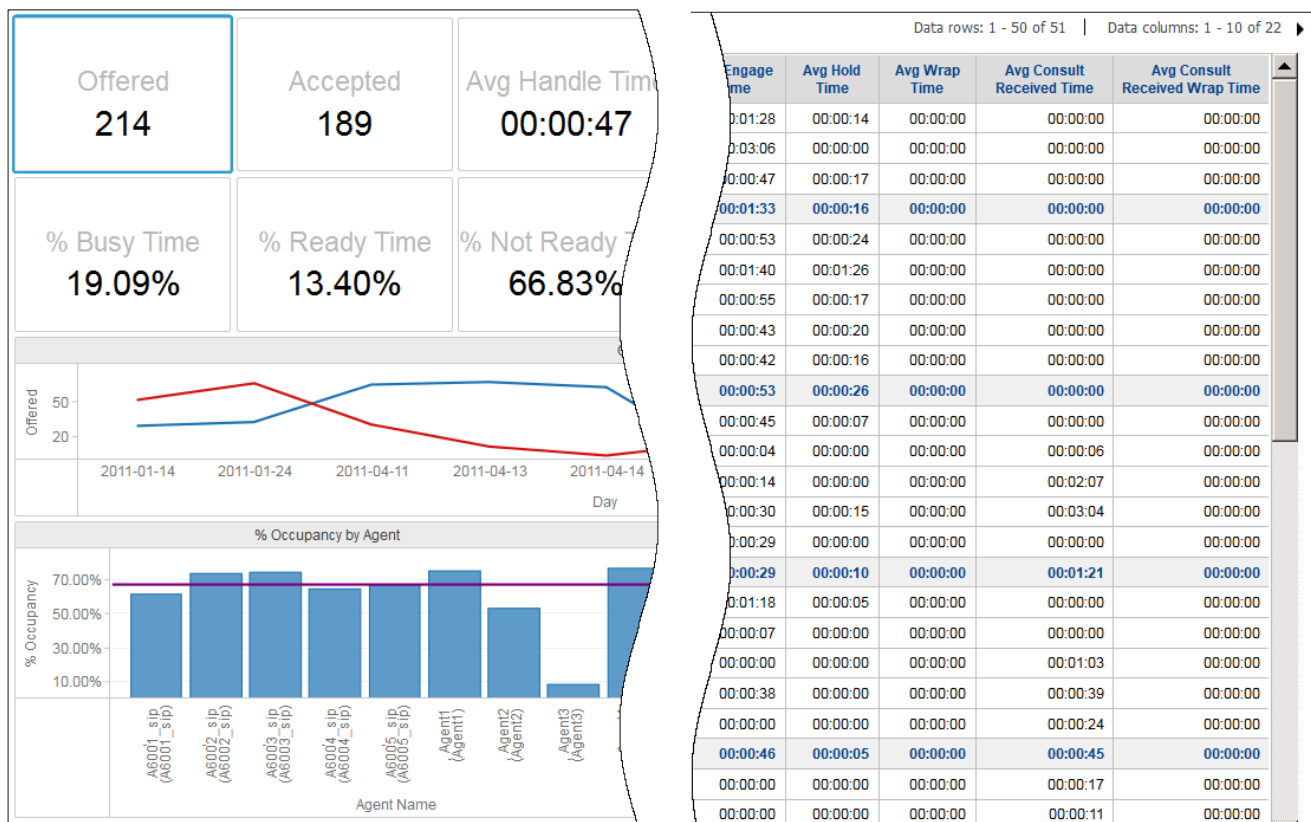 Offered
214
Accepted
189
Avg Handle Time
00:00:47
% Busy Time
19.09%
% Ready Time
13.40%
% Not Ready
66.83%
Offered
50
20
2011-01-14 2011-01-24 2011-04-11 2011-04-13 2011-04-14
Day
% Occupancy by Agent
% Occupancy
70.00%
50.00%
30.00%
10.00%
A6001_sip
(A6001_sip)
A6002_sip
(A6002_sip)
A6003_sip
(A6003_sip)
A6004_sip
(A6004_sip)
A6005_sip
(A6005_sip)
Agent1
(Agent1)
Agent2
(Agent2)
Agent3
(Agent3)
Agent Name
Data rows: 1 - 50 of 51 | Data columns: 1 - 10 of 22
Engage Avg Hold Avg Wrap Avg Consult Avg Consult
Time Time Received Time Received Wrap Time
0:01:28 00:00:14 00:00:00 00:00:00 00:00:00
0:03:06 00:00:00 00:00:00 00:00:00 00:00:00
00:00:47 00:00:17 00:00:00 00:00:00 00:00:00
00:01:33 00:00:16 00:00:00 00:00:00 00:00:00
00:00:53 00:00:24 00:00:00 00:00:00 00:00:00
00:01:40 00:01:26 00:00:00 00:00:00 00:00:00
00:00:55 00:00:17 00:00:00 00:00:00 00:00:00
00:00:43 00:00:20 00:00:00 00:00:00 00:00:00
00:00:42 00:00:16 00:00:00 00:00:00 00:00:00
00:00:53 00:00:26 00:00:00 00:00:00 00:00:00
00:00:45 00:00:07 00:00:00 00:00:00 00:00:00
00:00:04 00:00:00 00:00:00 00:00:06 00:00:00
00:00:14 00:00:00 00:00:00 00:02:07 00:00:00
0:00:30 00:00:15 00:00:00 00:03:04 00:00:00
0:00:29 00:00:00 00:00:00 00:00:00 00:00:00
0:00:29 00:00:10 00:00:00 00:01:21 00:00:00
0:01:18 00:00:05 00:00:00 00:00:00 00:00:00
00:00:07 00:00:00 00:00:00 00:00:00 00:00:00
00:00:00 00:00:00 00:00:00 00:01:03 00:00:00
00:00:38 00:00:00 00:00:00 00:00:39 00:00:00
00:00:00 00:00:00 00:00:00 00:00:24 00:00:00
00:00:46 00:00:05 00:00:00 00:00:45 00:00:00
00:00:00 00:00:00 00:00:00 00:00:17 00:00:00
00:00:00 00:00:00 00:00:00 00:00:11 00:00:00